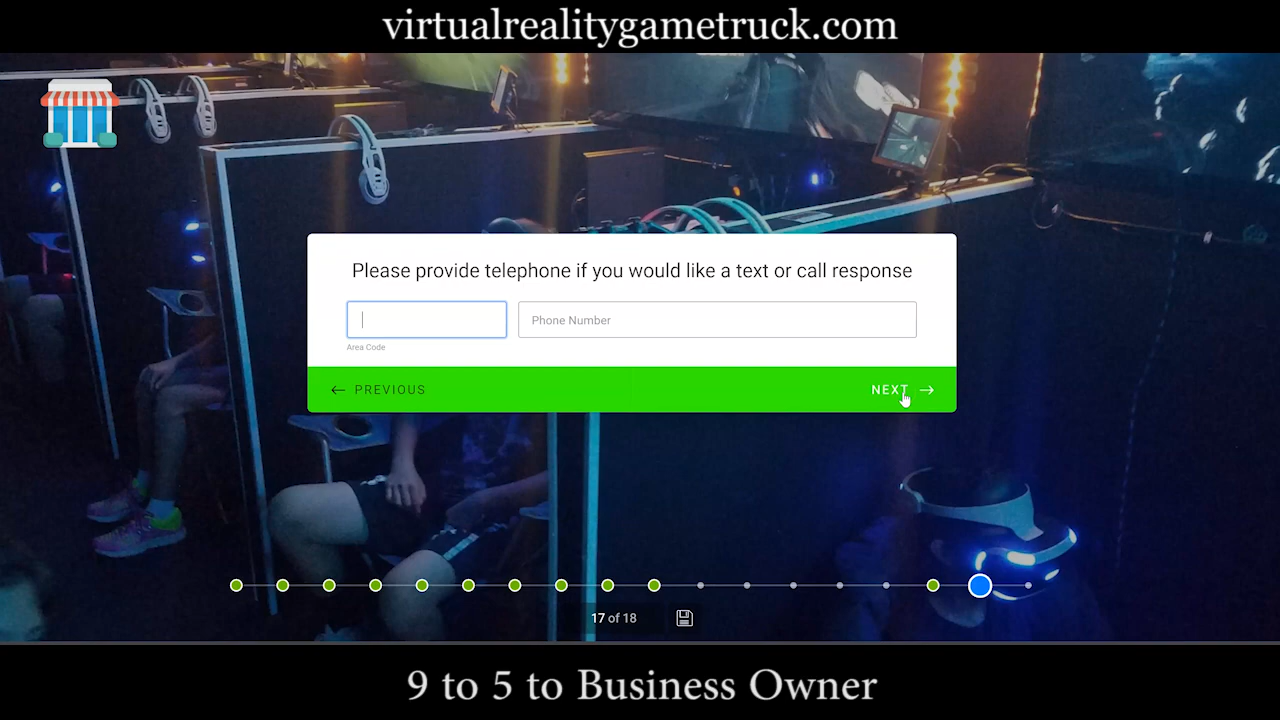 virtualrealitygametruck.com
Please provide telephone if you would like a text or call response
Phone Number
Area Code
PREVIOUS
NEXT
17 of 18
9 to 5 to Business Owner